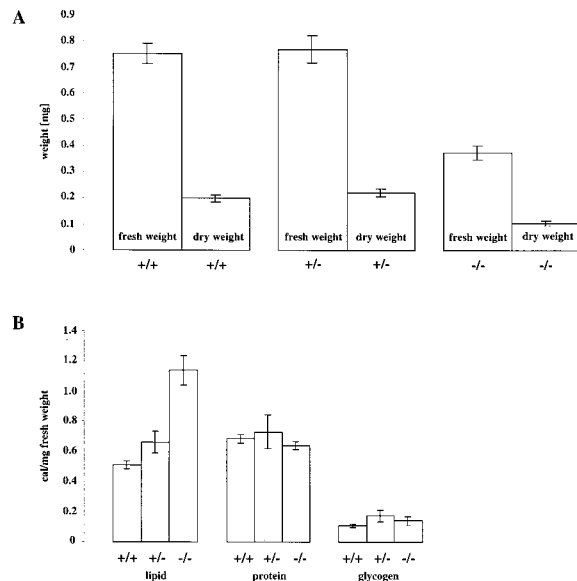 A
0.9
0.8
0.7
0.6
0.5
0.4
0.3
0.2
0.1
0
weight [mg]
fresh weight dry weight fresh weight dry weight fresh weight dry weight
+/+ +/+ +/- +/- -/- -/-
B
1.4
1.2
1.0
0.8
0.6
0.4
0.2
0
cal/mg fresh weight
+/+ +/- -/- +/+ +/- -/- +/+ +/- -/-
lipid protein glycogen